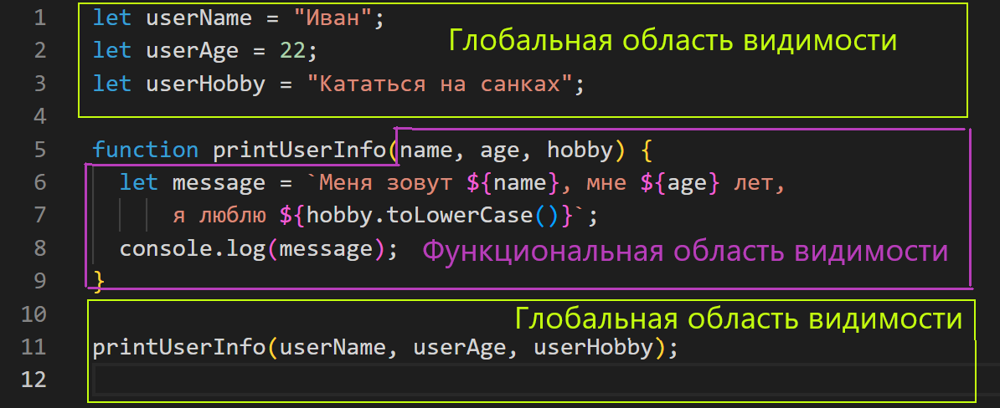 1 let userName = "Иван";
Глобальная область видимости
2 let userAge = 22;
3 let userHobby = "Кататься на санках";
4
5 function printUserInfo(name, age, hobby) {
6 let message = `Меня зовут ${name}, мне ${age} лет,
7 я люблю ${hobby.toLowerCase()}`;
8 console.log(message);
Функциональная область видимости
9 }
10
Глобальная область видимости
11 printUserInfo(userName, userAge, userHobby);
12